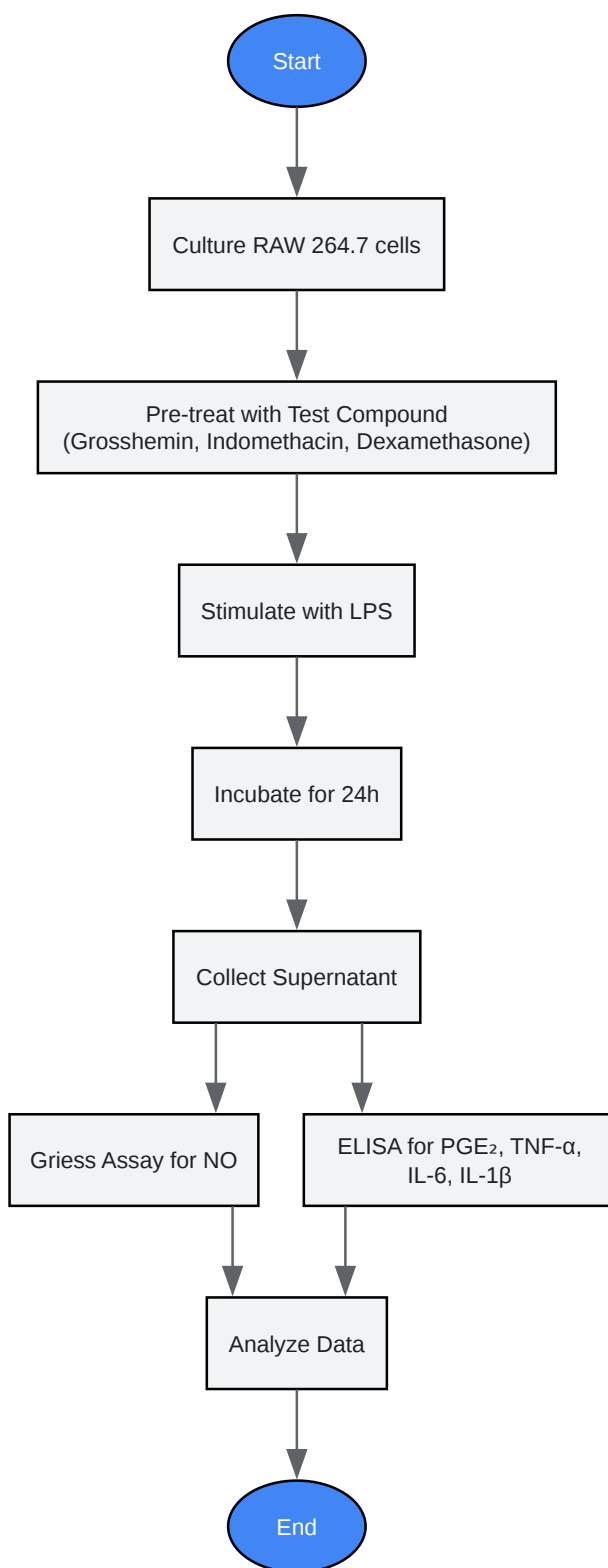 Start
Culture RAW 264.7 cells
Pre-treat with Test Compound
(Grosshemin, Indomethacin, Dexamethasone)
Stimulate with LPS
Incubate for 24h
Collect Supernatant
Griess Assay for NO
ELISA for PGE₂, TNF-α,
IL-6, IL-1β
Analyze Data
End